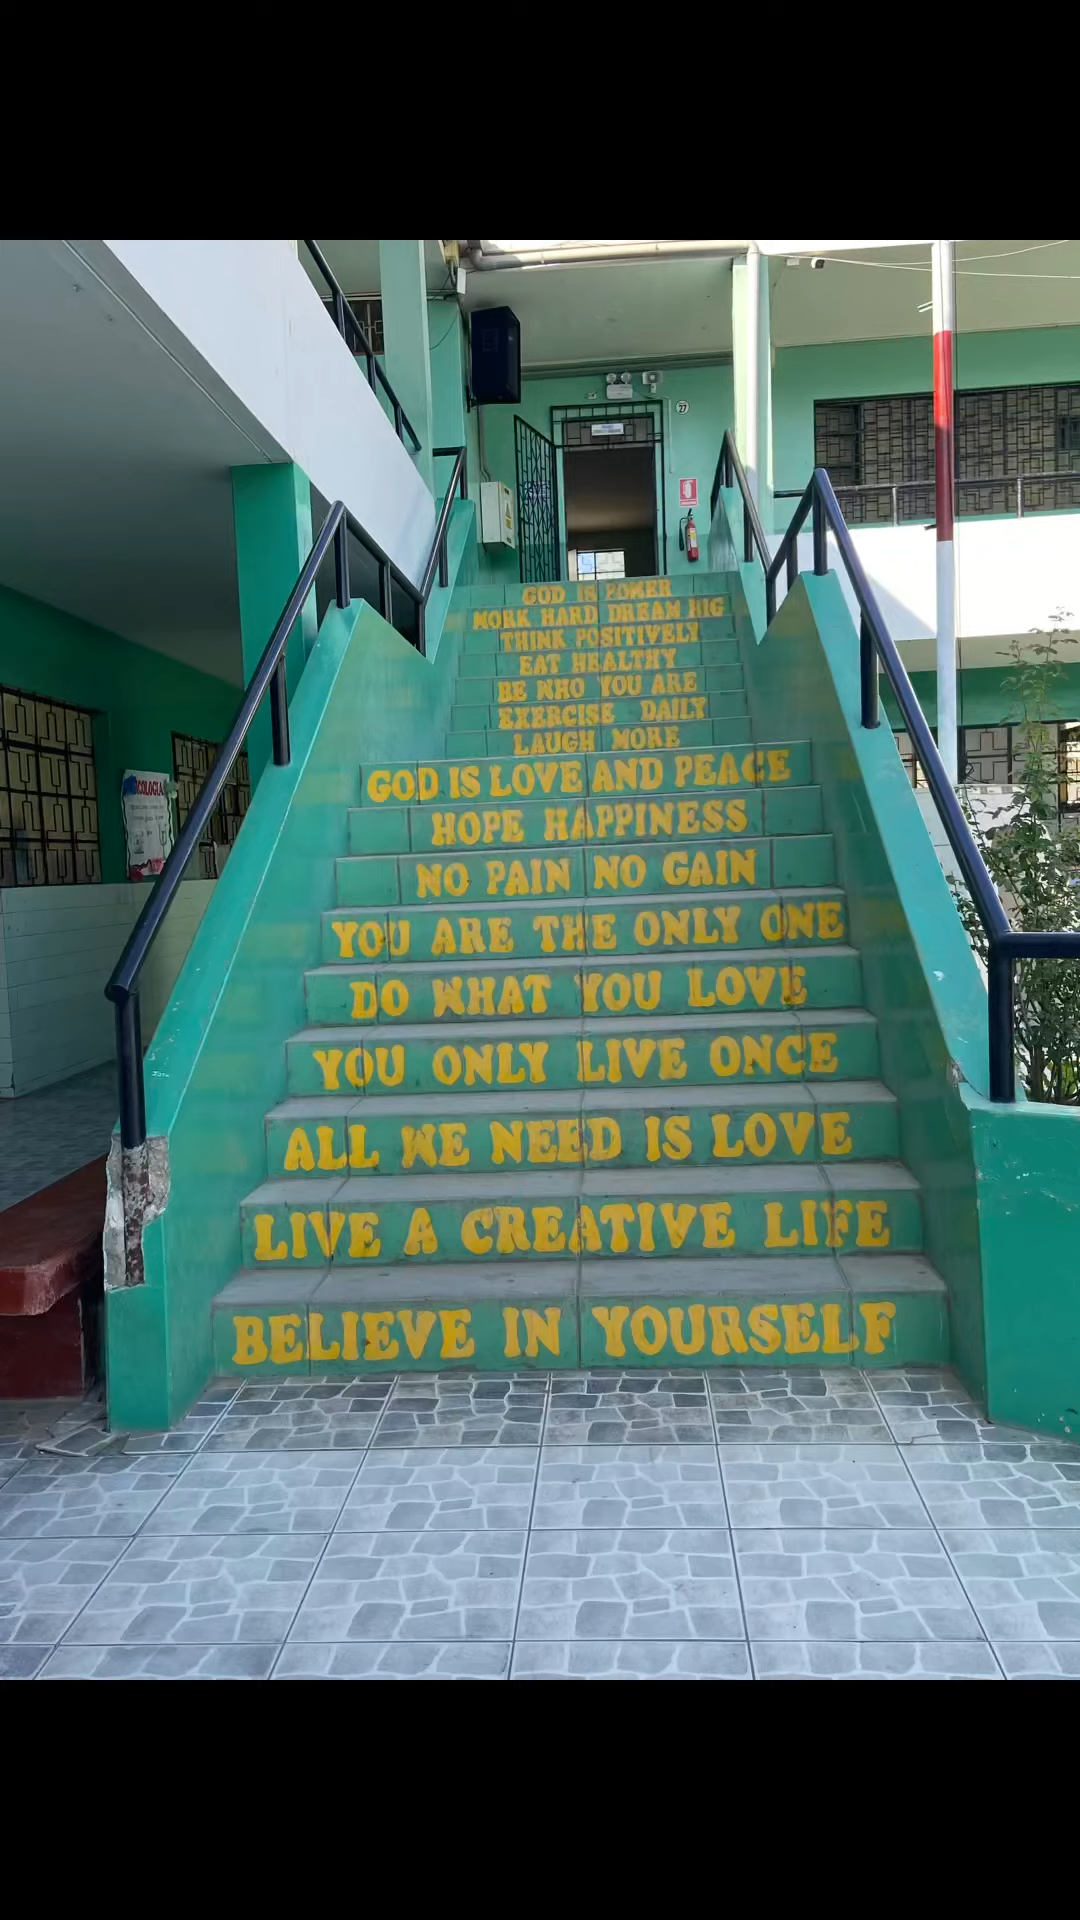 27
GOD IS POWER
WORK HARD DREAM BIG
THINK POSITIVELY
EAT HEALTHY
BE WHO YOU ARE
EXERCISE DAILY
LAUGH MORE
GOD IS LOVE AND PEACE
HOPE HAPPINESS
NO PAIN NO GAIN
YOU ARE THE ONLY ONE
DO WHAT YOU LOVE
YOU ONLY LIVE ONCE
ALL WE NEED IS LOVE
LIVE A CREATIVE LIFE
BELIEVE IN YOURSELF